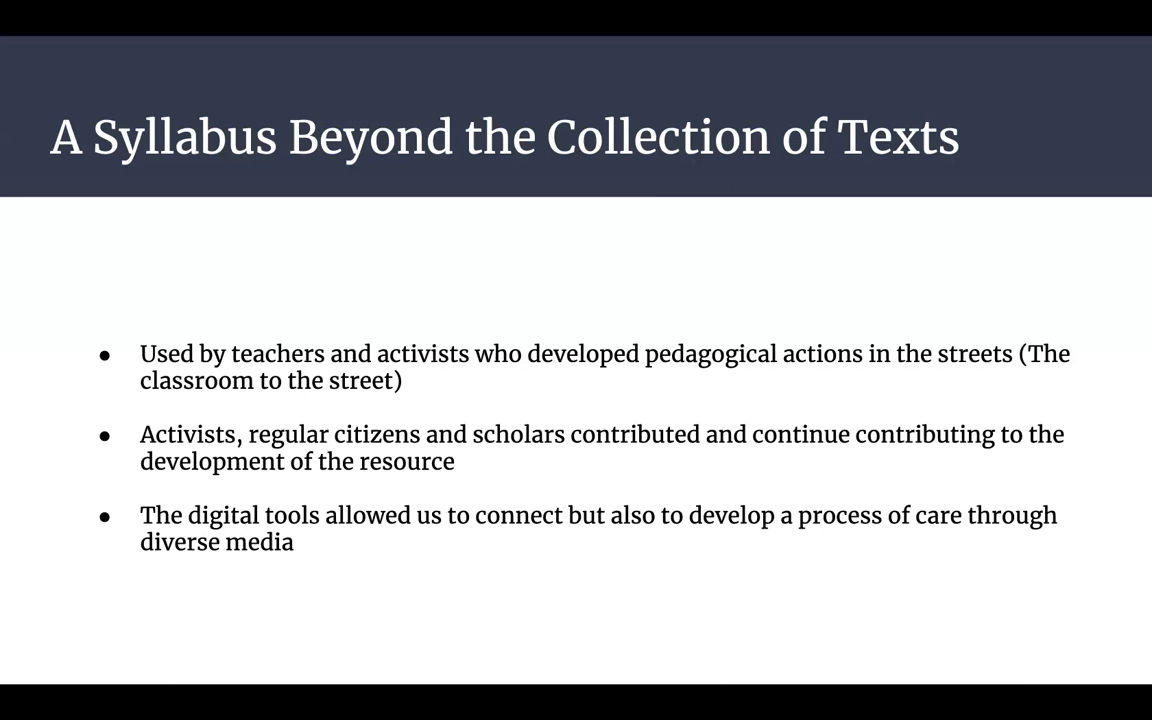 A Syllabus Beyond the Collection of Texts
● Used by teachers and activists who developed pedagogical actions in the streets (The
classroom to the street)
● Activists, regular citizens and scholars contributed and continue contributing to the
development of the resource
● The digital tools allowed us to connect but also to develop a process of care through
diverse media